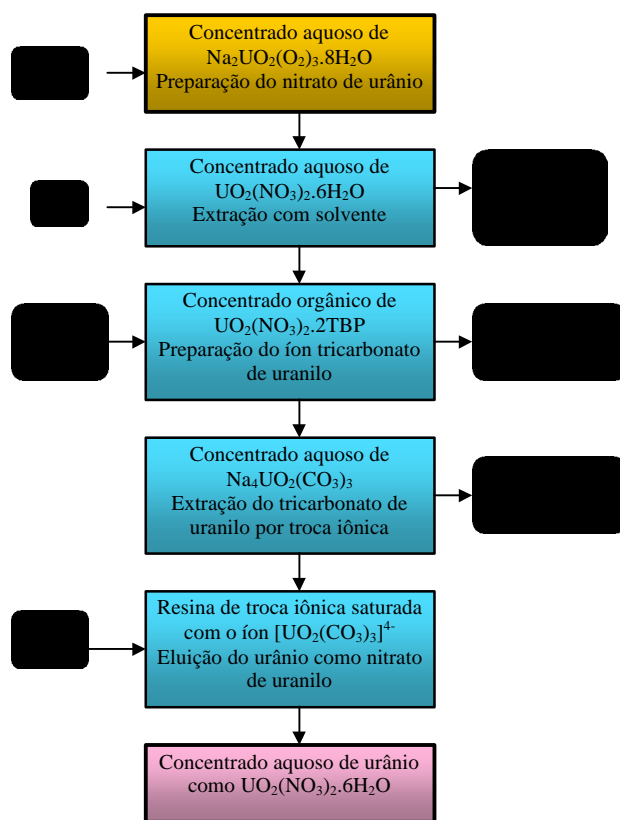 Concentrado aquoso de
Na₂UO₂(O₂)₃.8H₂O
Preparação do nitrato de urânio
Concentrado aquoso de
UO₂(NO₃)₂.6H₂O
Extração com solvente
Concentrado orgânico de
UO₂(NO₃)₂.2TBP
Preparação do íon tricarbonato
de uranilo
Concentrado aquoso de
Na₄UO₂(CO₃)₃
Extração do tricarbonato de
uranilo por troca iônica
Resina de troca iônica saturada
com o íon [UO₂(CO₃)₃]⁴⁻
Eluição do urânio como nitrato
de uranilo
Concentrado aquoso de urânio
como UO₂(NO₃)₂.6H₂O